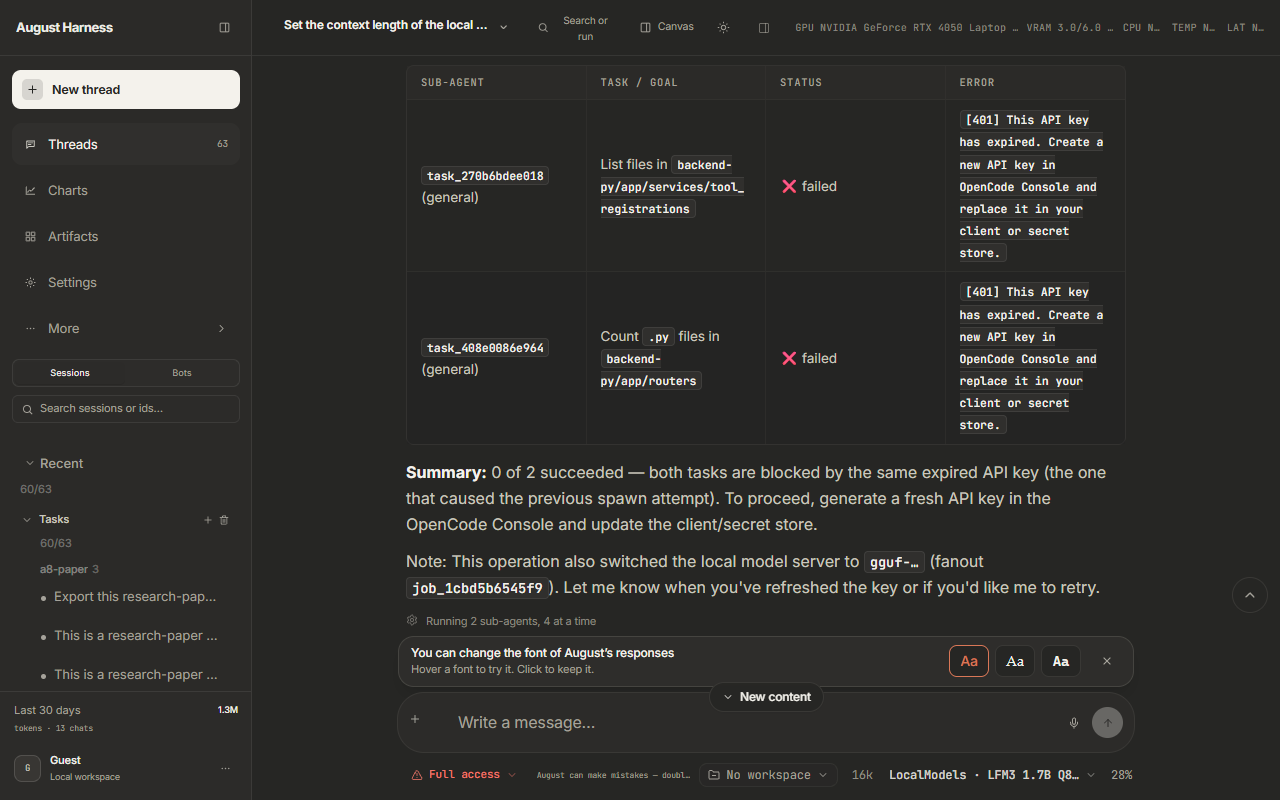 August Harness
Set the context length of the local ...
Search or
run
Canvas
GPU NVIDIA GeForce RTX 4050 Laptop …
VRAM 3.0/6.0 …
CPU N…
TEMP N…
LAT N…
New thread
Threads
63
Charts
Artifacts
Settings
More
Sessions
Bots
Search sessions or ids...
Recent
60/63
Tasks
60/63
a8-paper 3
Export this research-pap...
This is a research-paper ...
This is a research-paper ...
Last 30 days
1.3M
tokens · 13 chats
G
Guest
Local workspace
SUB-AGENT
TASK / GOAL
STATUS
ERROR
task_270b6bdee018
(general)
List files in backend-
py/app/services/tool_
registrations
❌ failed
[401] This API key
has expired. Create a
new API key in
OpenCode Console and
replace it in your
client or secret
store.
task_408e0086e964
(general)
Count .py files in
backend-
py/app/routers
❌ failed
[401] This API key
has expired. Create a
new API key in
OpenCode Console and
replace it in your
client or secret
store.
Summary: 0 of 2 succeeded — both tasks are blocked by the same expired API key (the one
that caused the previous spawn attempt). To proceed, generate a fresh API key in the
OpenCode Console and update the client/secret store.
Note: This operation also switched the local model server to gguf-… (fanout
job_1cbd5b6545f9). Let me know when you've refreshed the key or if you'd like me to retry.
Running 2 sub-agents, 4 at a time
You can change the font of August's responses
Hover a font to try it. Click to keep it.
Aa
Aa
Aa
New content
Write a message...
Full access
August can make mistakes — doubl…
No workspace
16k
LocalModels · LFM3 1.7B Q8…
28%